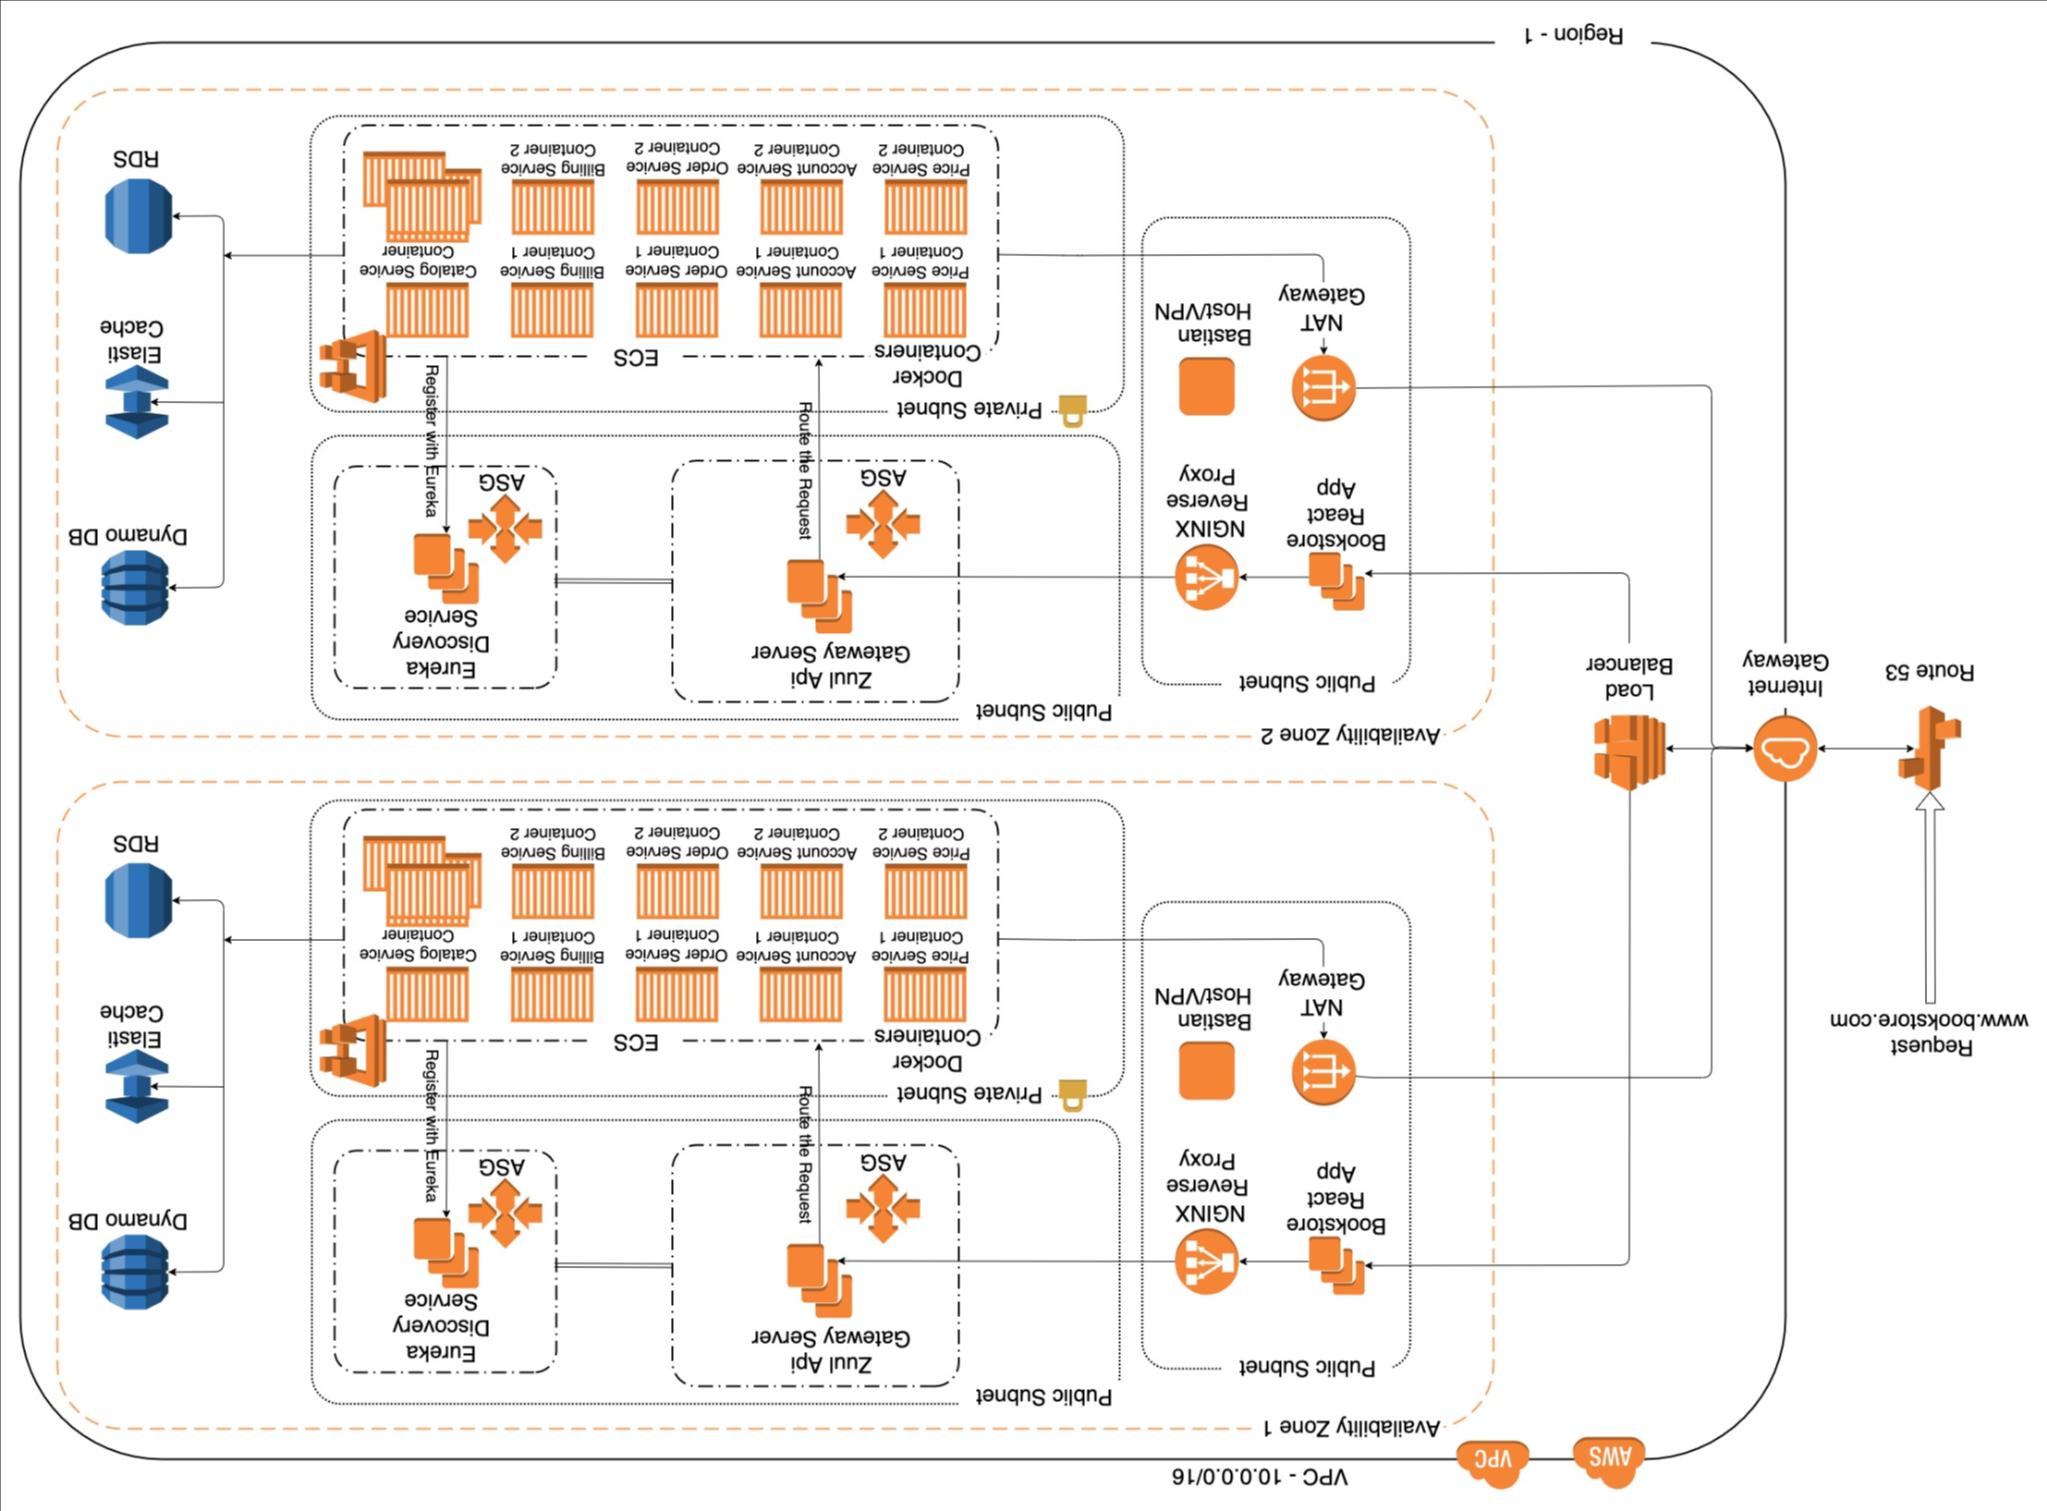 AWS
VPC
VPC - 10.0.0.0/16
Availability Zone 1
Request
www.bookstore.com
Route 53
Internet
Gateway
Load
Balancer
Public Subnet
Bookstore
React
App
NGINX
Reverse
Proxy
NAT
Gateway
Bastian
Host/VPN
Public Subnet
Zuul Api
Gateway Server
ASG
Eureka
Discovery
Service
ASG
Route the Request
Register with Eureka
Private Subnet
Docker
Containers
ECS
Price Service
Container 1
Account Service
Container 1
Order Service
Container 1
Billing Service
Container 1
Catalog Service
Container
Price Service
Container 2
Account Service
Container 2
Order Service
Container 2
Billing Service
Container 2
Dynamo DB
Elasti
Cache
RDS
Availability Zone 2
Public Subnet
Bookstore
React
App
NGINX
Reverse
Proxy
NAT
Gateway
Bastian
Host/VPN
Public Subnet
Zuul Api
Gateway Server
ASG
Eureka
Discovery
Service
ASG
Route the Request
Register with Eureka
Private Subnet
Docker
Containers
ECS
Price Service
Container 1
Account Service
Container 1
Order Service
Container 1
Billing Service
Container 1
Catalog Service
Container
Price Service
Container 2
Account Service
Container 2
Order Service
Container 2
Billing Service
Container 2
Dynamo DB
Elasti
Cache
RDS
Region - 1